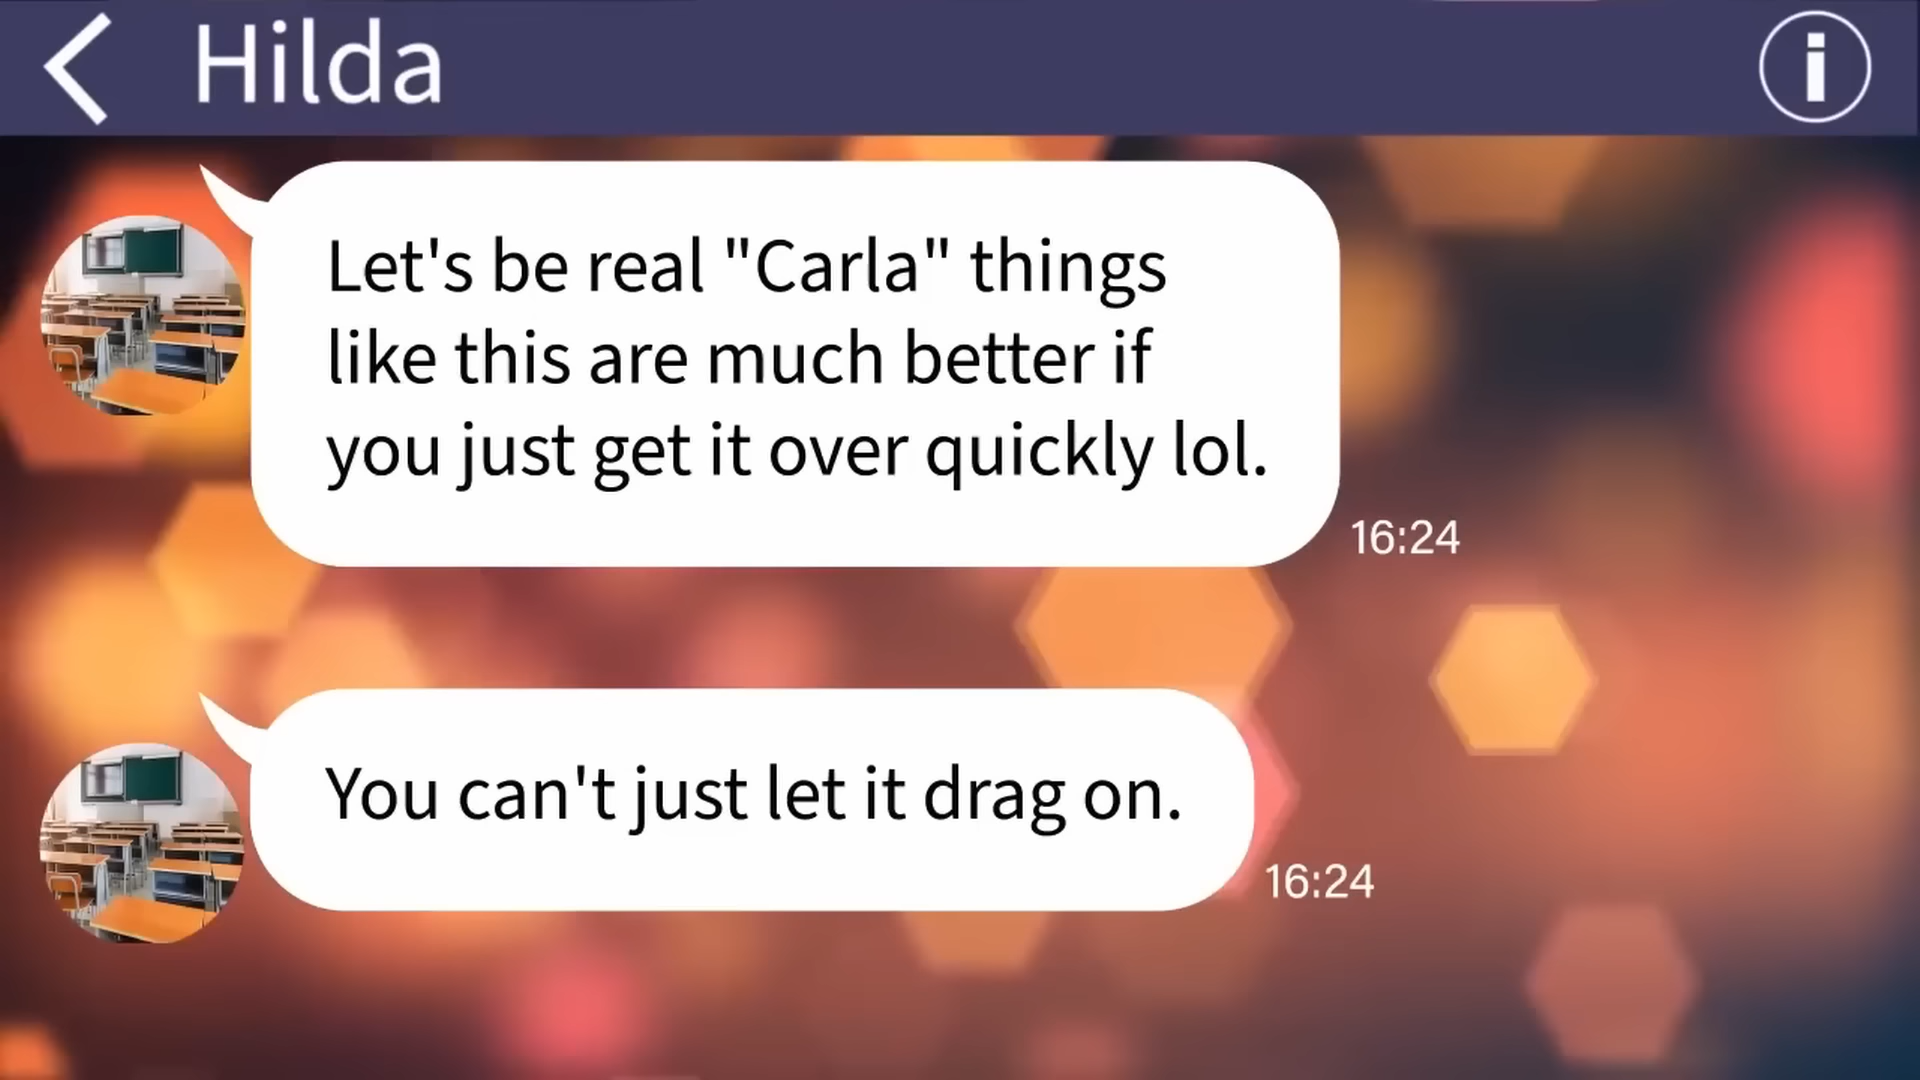 Hilda
Let's be real "Carla" things
like this are much better if
you just get it over quickly lol.
16:24
You can't just let it drag on.
16:24